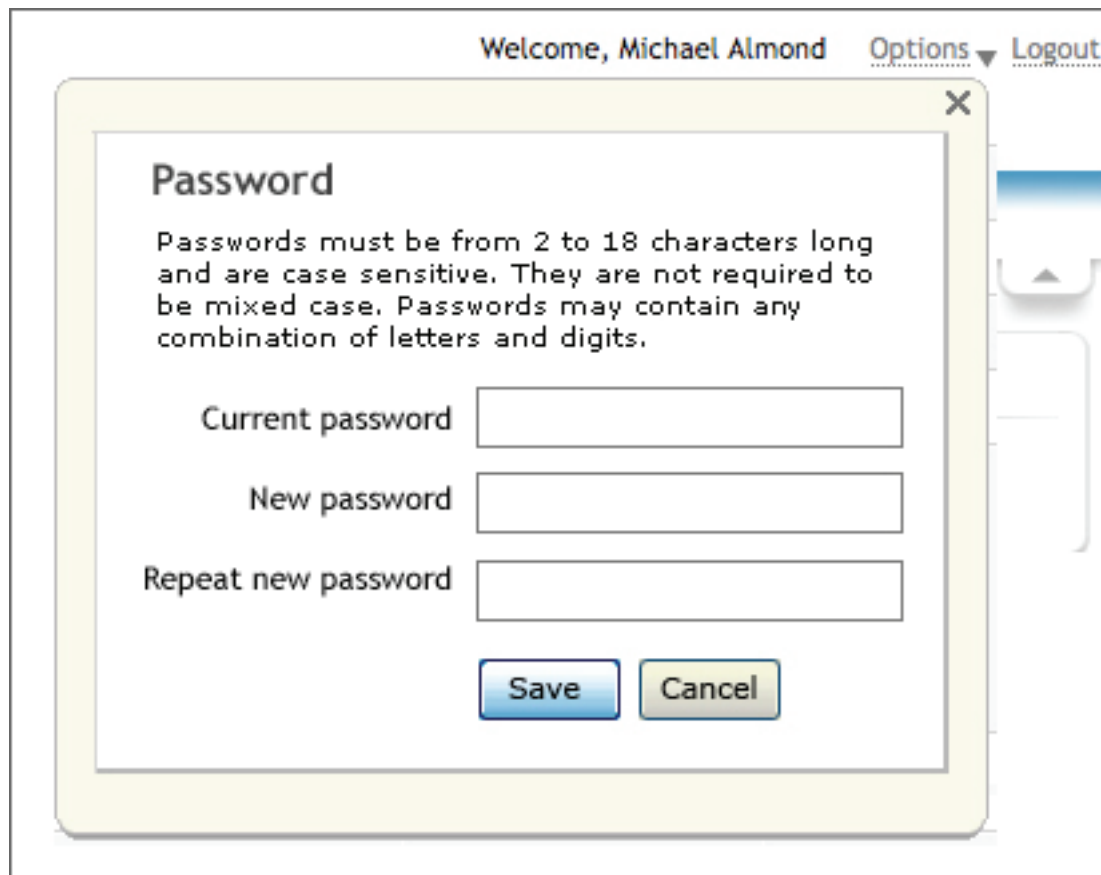 Welcome, Michael Almond Options Logout
Password
Passwords must be from 2 to 18 characters long
and are case sensitive. They are not required to
be mixed case. Passwords may contain any
combination of letters and digits.
Current password
New password
Repeat new password
Save Cancel